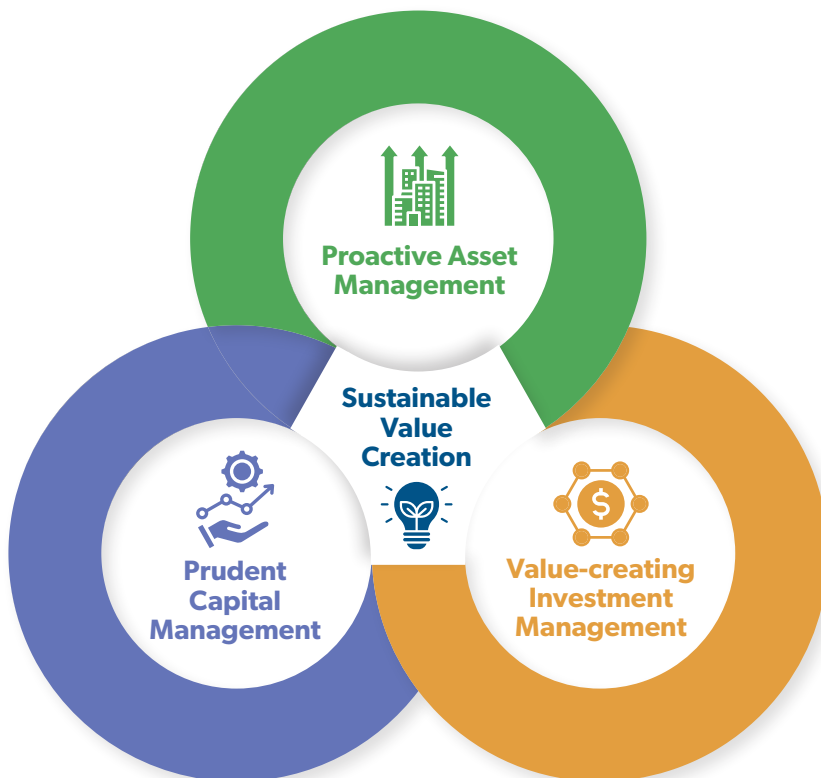 Proactive Asset
Management
Sustainable
Value
Creation
$
Prudent
Capital
Management
Value-creating
Investment
Management